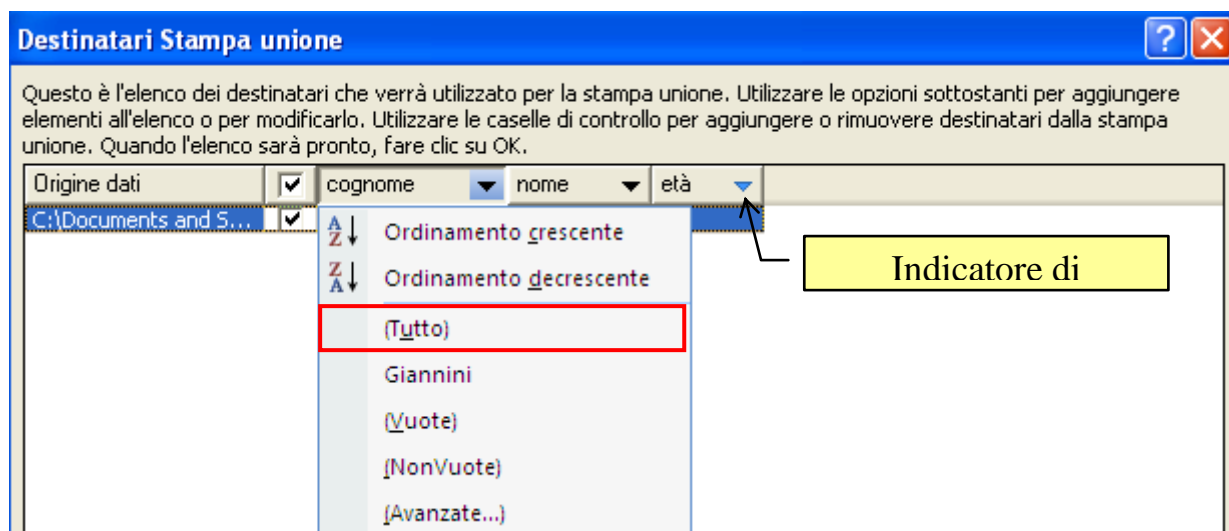 Destinatari Stampa unione
Questo è l'elenco dei destinatari che verrà utilizzato per la stampa unione. Utilizzare le opzioni sottostanti per aggiungere
elementi all'elenco o per modificarlo. Utilizzare le caselle di controllo per aggiungere o rimuovere destinatari dalla stampa
unione. Quando l'elenco sarà pronto, fare clic su OK.
Origine dati cognome nome età
C:\Documents and S...
Ordinamento crescente
Indicatore di
Ordinamento decrescente
(Tutto)
Giannini
(Vuote)
(NonVuote)
(Avanzate...)